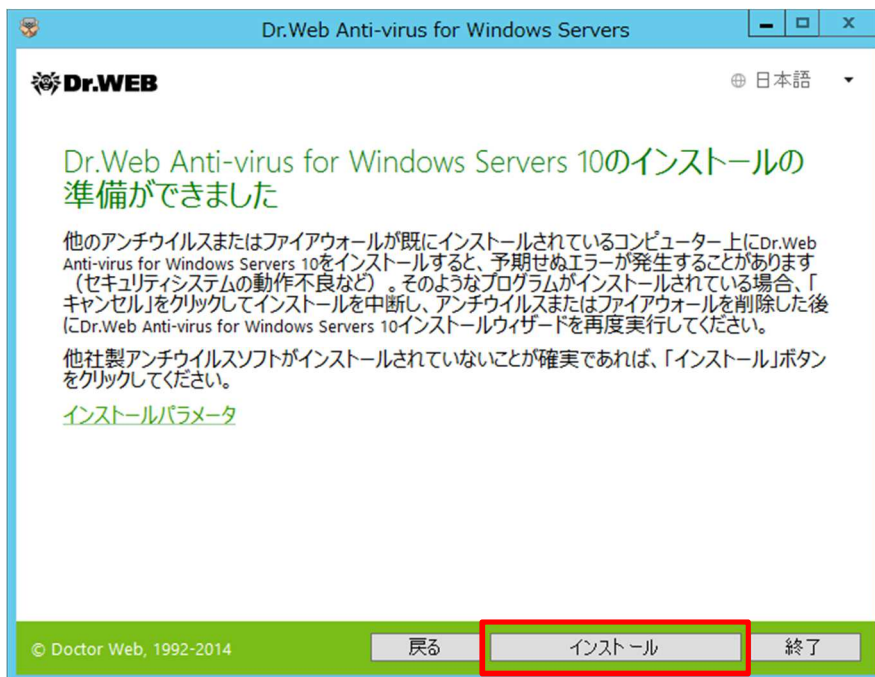 Dr.Web Anti-virus for Windows Servers
Dr.WEB
日本語
Dr.Web Anti-virus for Windows Servers 10のインストールの
準備ができました
他のアンチウイルスまたはファイアウォールが既にインストールされているコンピューター上にDr.Web
Anti-virus for Windows Servers 10をインストールすると、予期せぬエラーが発生することがあります
（セキュリティシステムの動作不良など）。そのようなプログラムがインストールされている場合、「
キャンセル」をクリックしてインストールを中断し、アンチウイルスまたはファイアウォールを削除した後
にDr.Web Anti-virus for Windows Servers 10インストールウィザードを再度実行してください。
他社製アンチウイルスソフトがインストールされていないことが確実であれば、「インストール」ボタン
をクリックしてください。
インストールパラメータ
© Doctor Web, 1992-2014
戻る
インストール
終了